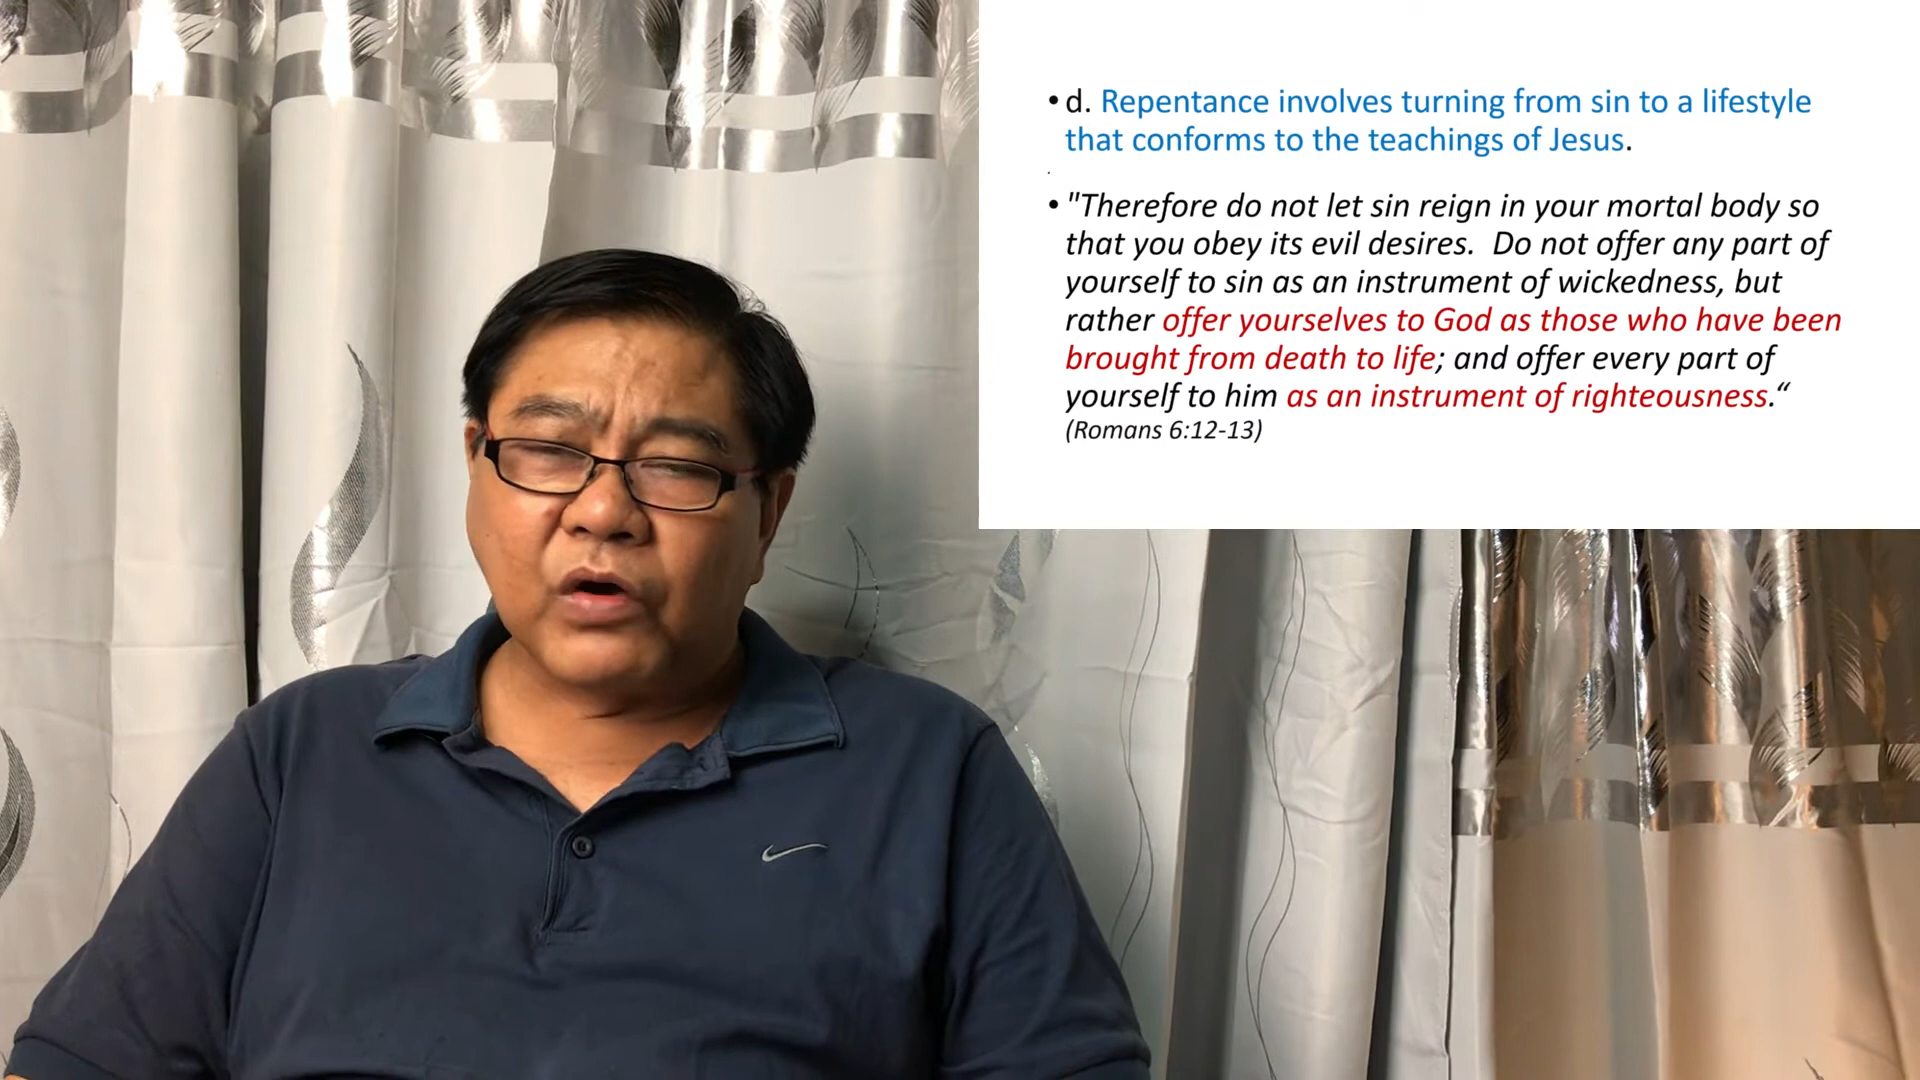 • d. Repentance involves turning from sin to a lifestyle
that conforms to the teachings of Jesus.
.
• "Therefore do not let sin reign in your mortal body so
that you obey its evil desires.  Do not offer any part of
yourself to sin as an instrument of wickedness, but
rather offer yourselves to God as those who have been
brought from death to life; and offer every part of
yourself to him as an instrument of righteousness.“
(Romans 6:12-13)